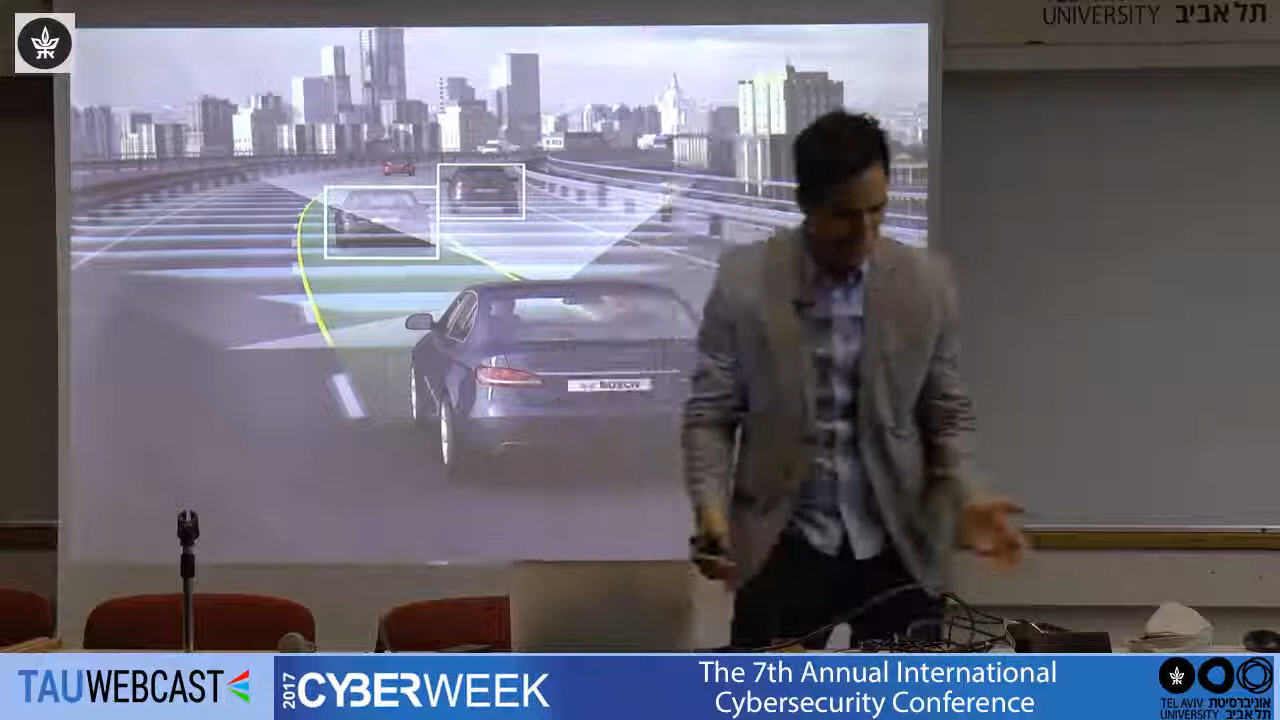 UNIVERSITY תל אביב
BOSCH
TAUWEBCAST
2017 CYBERWEEK
The 7th Annual International
Cybersecurity Conference
TEL AVIV אוניברסיטת
UNIVERSITY תל אביב